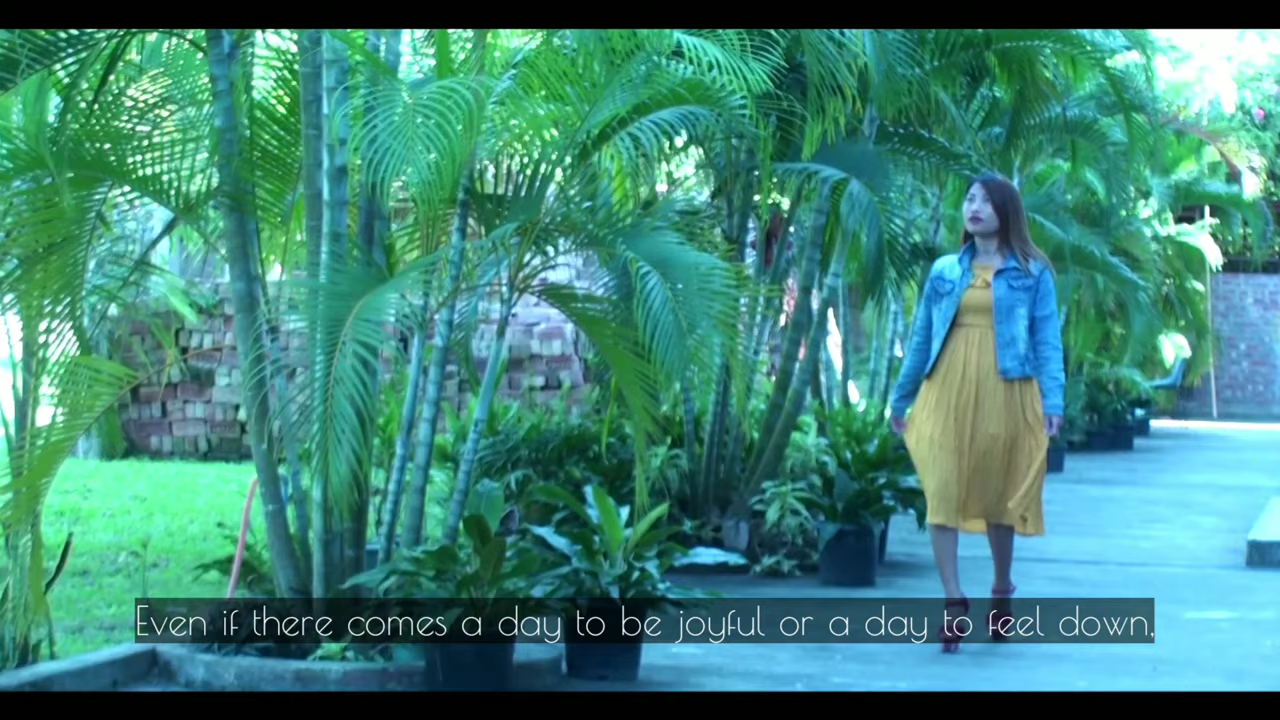 Even if there comes a day to be joyful or a day to feel down,